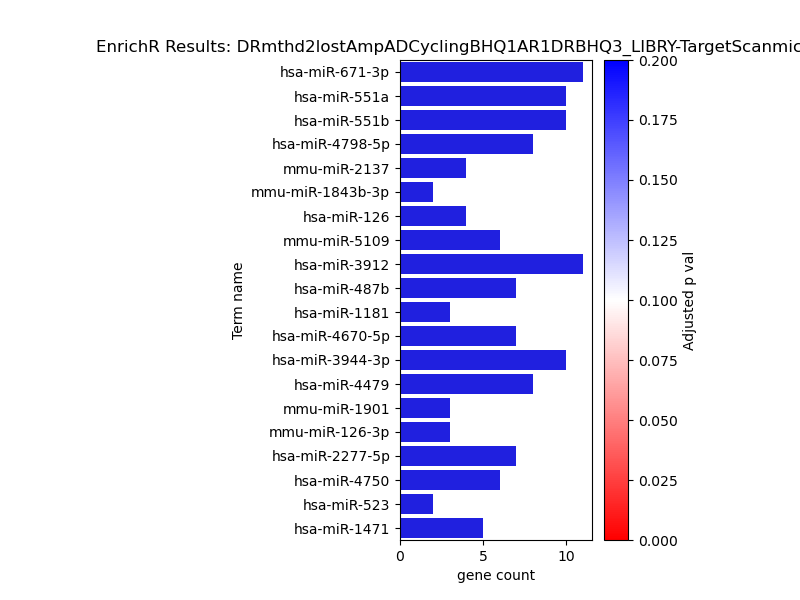 EnrichR Results: DRmthd2lostAmpADCyclingBHQ1AR1DRBHQ3_LIBRY-TargetScanmic
hsa-miR-671-3p
hsa-miR-551a
hsa-miR-551b
hsa-miR-4798-5p
mmu-miR-2137
mmu-miR-1843b-3p
hsa-miR-126
mmu-miR-5109
hsa-miR-3912
hsa-miR-487b
hsa-miR-1181
hsa-miR-4670-5p
hsa-miR-3944-3p
hsa-miR-4479
mmu-miR-1901
mmu-miR-126-3p
hsa-miR-2277-5p
hsa-miR-4750
hsa-miR-523
hsa-miR-1471
Term name
0 5 10
gene count
0.200
0.175
0.150
0.125
0.100
0.075
0.050
0.025
0.000
Adjusted p val